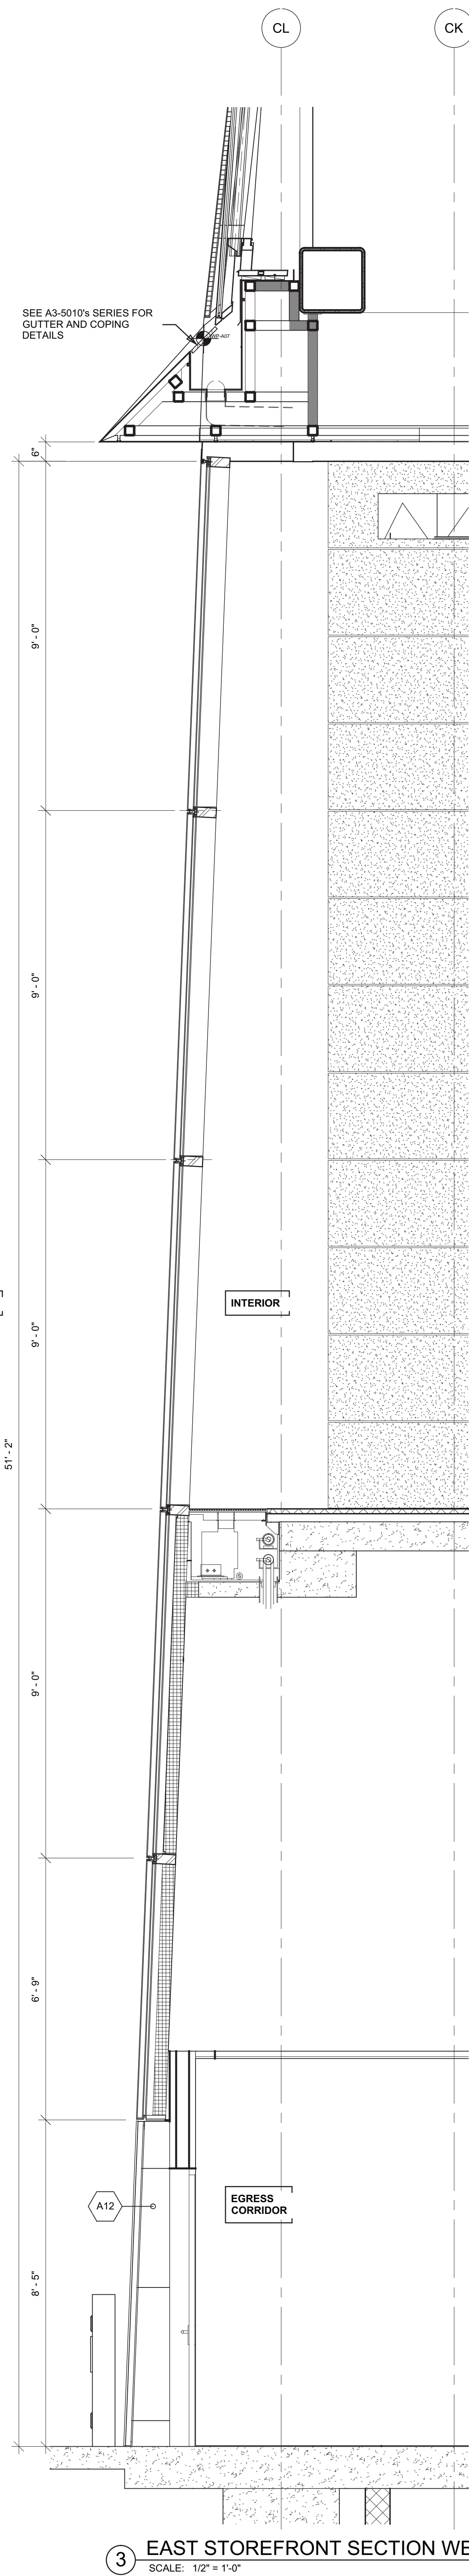 CL
CK
SEE A3-5010's SERIES FOR
GUTTER AND COPING
DETAILS
WP-A07
6"
9' - 0"
9' - 0"
9' - 0"
INTERIOR
51' - 2"
9' - 0"
6' - 9"
A12
EGRESS
CORRIDOR
8' - 5"
3
EAST STOREFRONT SECTION WE
SCALE: 1/2" = 1'-0"